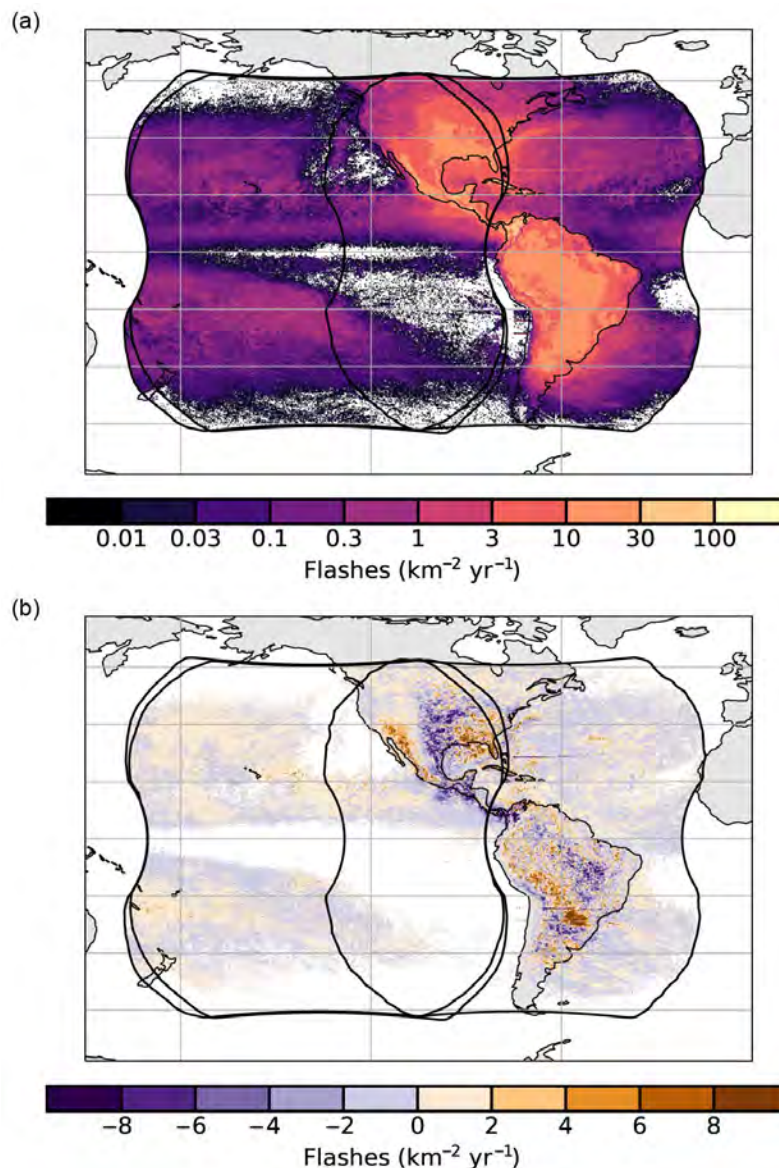 (a)
0.01 0.03 0.1 0.3 1 3 10 30 100
Flashes (km⁻² yr⁻¹)
(b)
−8 −6 −4 −2 0 2 4 6 8
Flashes (km⁻² yr⁻¹)